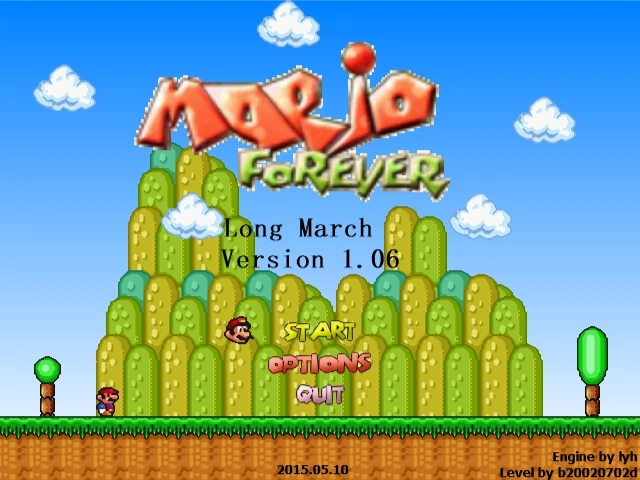 MARIO
FOREVER
Long March
Version 1.06
START
OPTIONS
QUIT
2015.05.10
Engine by lyh
Level by b20020702d